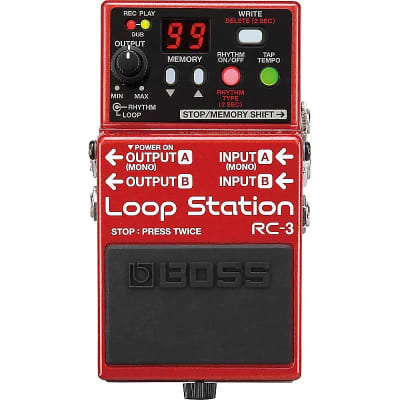 REC PLAY
DUB
OUTPUT
MIN MAX
RHYTHM
LOOP
99
MEMORY
WRITE
DELETE (2 SEC)
RHYTHM
ON/OFF
TAP
TEMPO
RHYTHM
TYPE
(2 SEC)
STOP/MEMORY SHIFT →
▼ POWER ON
← OUTPUT A
(MONO)
INPUT A ←
(MONO)
← OUTPUT B
INPUT B ←
Loop Station
STOP : PRESS TWICE
RC-3
BOSS